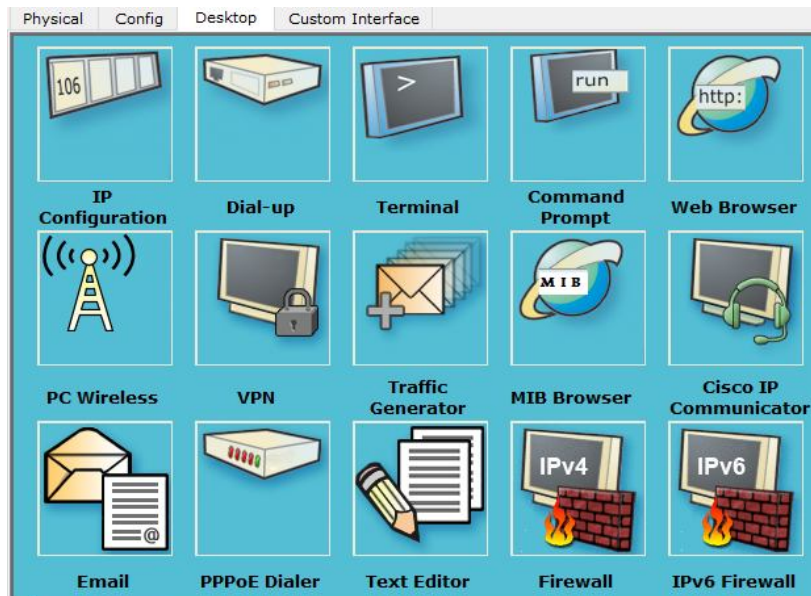 Physical Config Desktop Custom Interface
106
>
run
http:
IP
Configuration
Dial-up
Terminal
Command
Prompt
Web Browser
MIB
PC Wireless
VPN
Traffic
Generator
MIB Browser
Cisco IP
Communicator
@
IPv4
IPv6
Email
PPPoE Dialer
Text Editor
Firewall
IPv6 Firewall